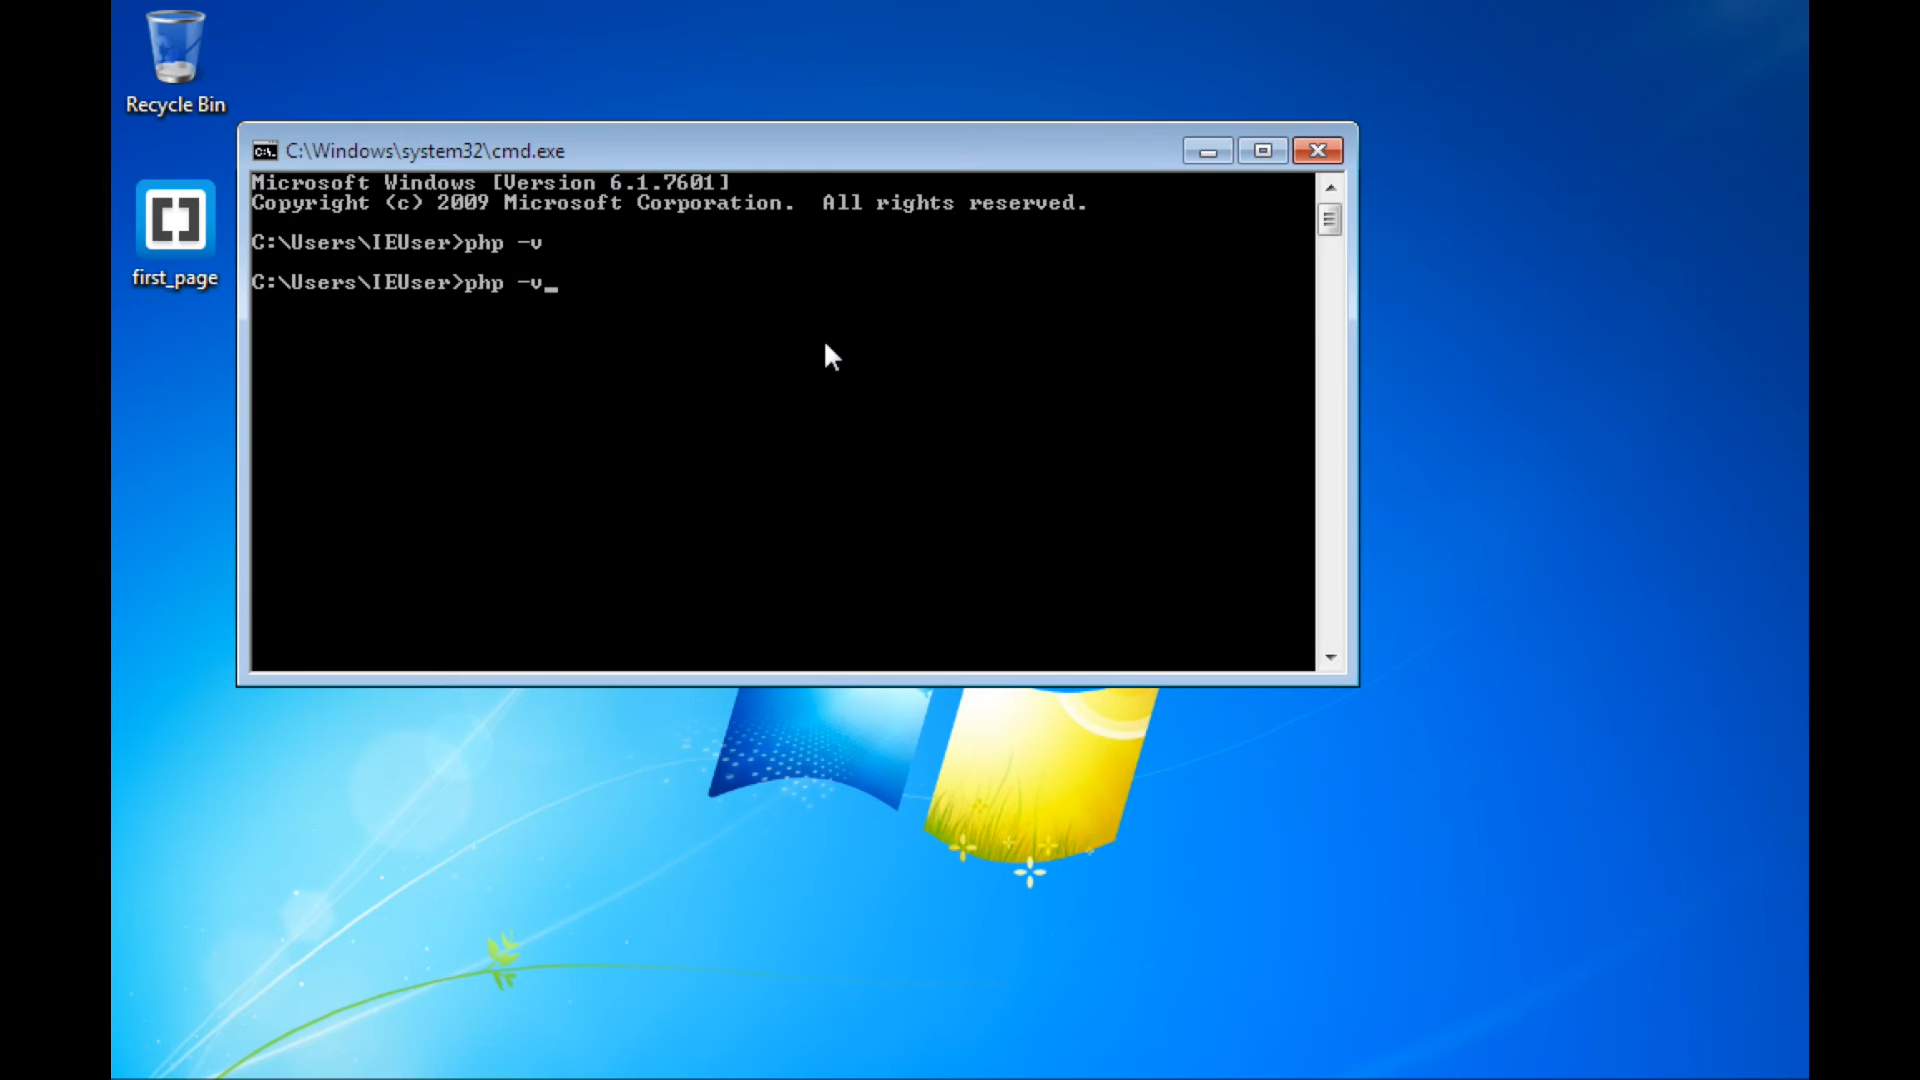 Recycle Bin
first_page
C:\Windows\system32\cmd.exe
Microsoft Windows [Version 6.1.7601]
Copyright (c) 2009 Microsoft Corporation.  All rights reserved.
C:\Users\IEUser>php -v
C:\Users\IEUser>php -v_